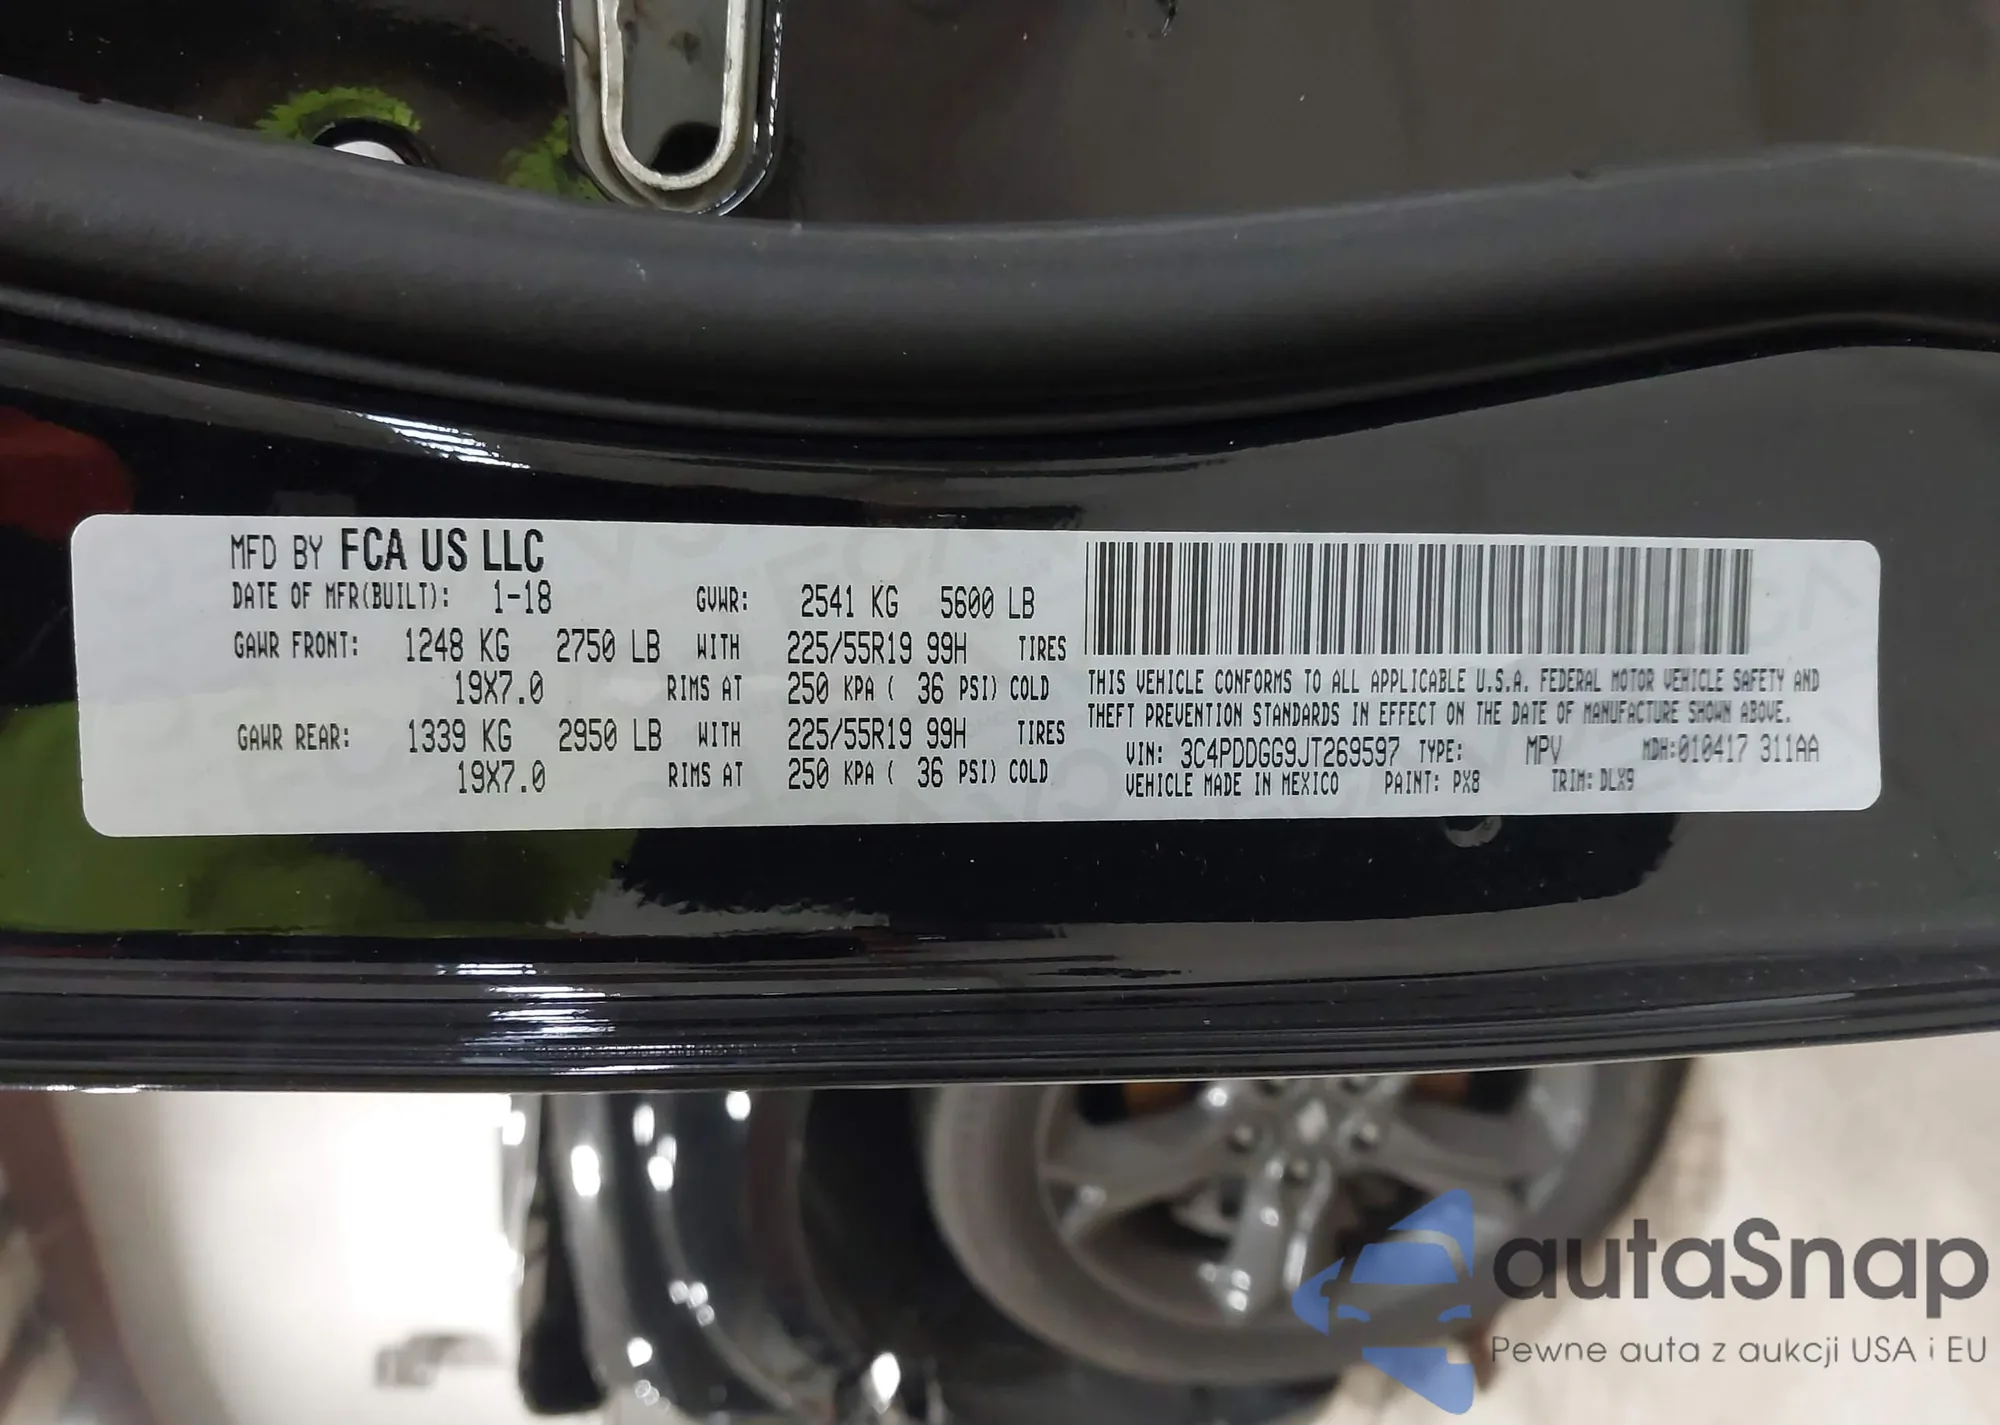 MFD BY FCA US LLC
DATE OF MFR(BUILT): 1-18 GVWR: 2541 KG 5600 LB
GAWR FRONT: 1248 KG 2750 LB WITH 225/55R19 99H TIRES
19X7.0 RIMS AT 250 KPA ( 36 PSI) COLD
GAWR REAR: 1339 KG 2950 LB WITH 225/55R19 99H TIRES
19X7.0 RIMS AT 250 KPA ( 36 PSI) COLD
THIS VEHICLE CONFORMS TO ALL APPLICABLE U.S.A. FEDERAL MOTOR VEHICLE SAFETY AND
THEFT PREVENTION STANDARDS IN EFFECT ON THE DATE OF MANUFACTURE SHOWN ABOVE.
VIN: 3C4PDDGG9JT269597 TYPE: MPV MDH:010417 311AA
VEHICLE MADE IN MEXICO PAINT: PX8 TRIM: DLX9
autaSnap
Pewne auta z aukcji USA i EU